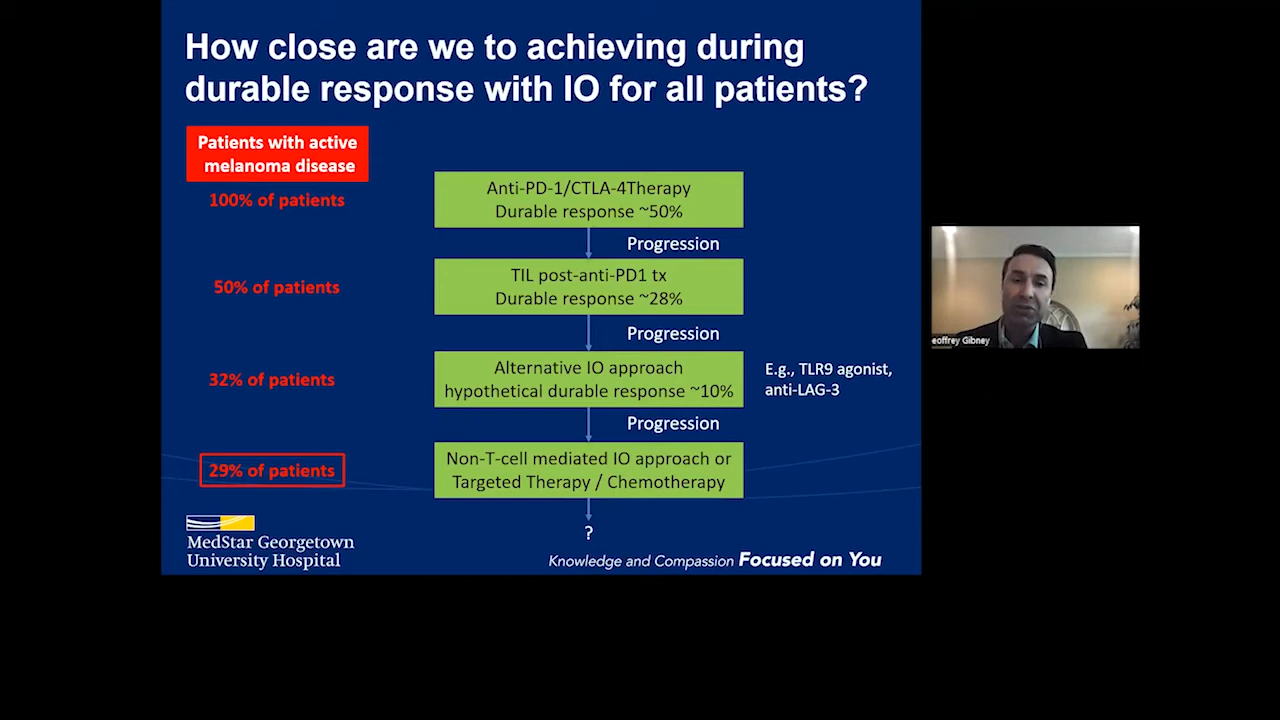 How close are we to achieving during
durable response with IO for all patients?
Patients with active
melanoma disease
100% of patients
Anti-PD-1/CTLA-4Therapy
Durable response ~50%
Progression
50% of patients
TIL post-anti-PD1 tx
Durable response ~28%
Progression
32% of patients
Alternative IO approach
hypothetical durable response ~10%
E.g., TLR9 agonist,
anti-LAG-3
Progression
29% of patients
Non-T-cell mediated IO approach or
Targeted Therapy / Chemotherapy
?
MedStar Georgetown
University Hospital
Knowledge and Compassion Focused on You
eoffrey Gibney